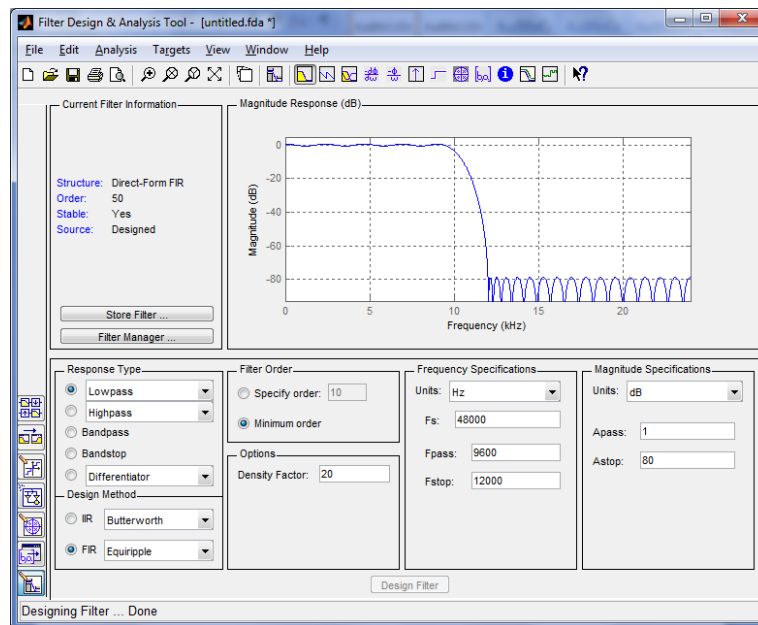 Filter Design & Analysis Tool - [untitled.fda *]
File Edit Analysis Targets View Window Help
Current Filter Information
Structure: Direct-Form FIR
Order: 50
Stable: Yes
Source: Designed
Store Filter ...
Filter Manager ...
Magnitude Response (dB)
Magnitude (dB)
0
-20
-40
-60
-80
0 5 10 15 20
Frequency (kHz)
Response Type
Lowpass
Highpass
Bandpass
Bandstop
Differentiator
Design Method
IIR Butterworth
FIR Equiripple
Filter Order
Specify order: 10
Minimum order
Options
Density Factor: 20
Frequency Specifications
Units: Hz
Fs: 48000
Fpass: 9600
Fstop: 12000
Magnitude Specifications
Units: dB
Apass: 1
Astop: 80
Design Filter
Designing Filter ... Done